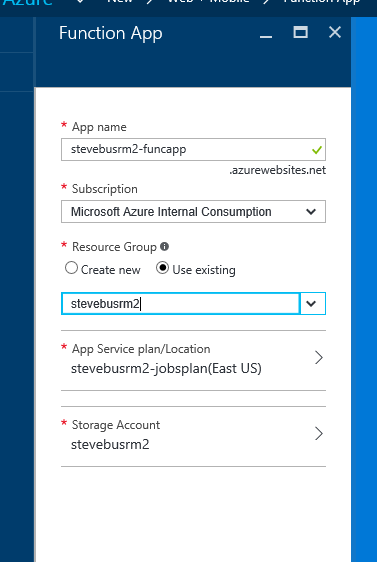 Azure New Web + Mobile Function App
Function App
* App name
stevebusrm2-funcapp
.azurewebsites.net
* Subscription
Microsoft Azure Internal Consumption
* Resource Group
Create new Use existing
stevebusrm2
* App Service plan/Location
stevebusrm2-jobsplan(East US)
* Storage Account
stevebusrm2